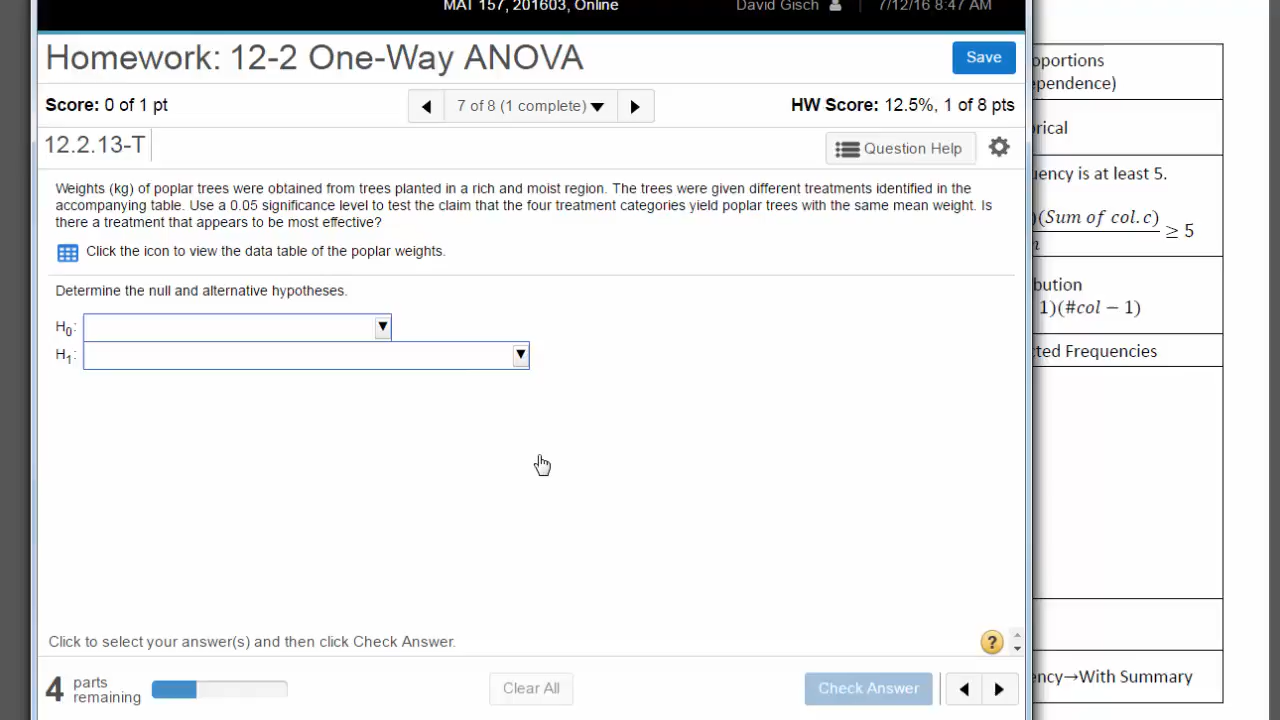 MAT 157, 201603, Online
David Gisch
7/12/16 8:47 AM
Homework: 12-2 One-Way ANOVA
Save
Score: 0 of 1 pt
7 of 8 (1 complete)
HW Score: 12.5%, 1 of 8 pts
12.2.13-T
Question Help
Weights (kg) of poplar trees were obtained from trees planted in a rich and moist region. The trees were given different treatments identified in the
accompanying table. Use a 0.05 significance level to test the claim that the four treatment categories yield poplar trees with the same mean weight. Is
there a treatment that appears to be most effective?
Click the icon to view the data table of the poplar weights.
Determine the null and alternative hypotheses.
H0:
H1:
Click to select your answer(s) and then click Check Answer.
?
4 parts
remaining
Clear All
Check Answer
oportions
pendence)
rical
uency is at least 5.
)(Sum of col.c)
n
≥ 5
bution
1)(#col − 1)
ted Frequencies
ncy→With Summary